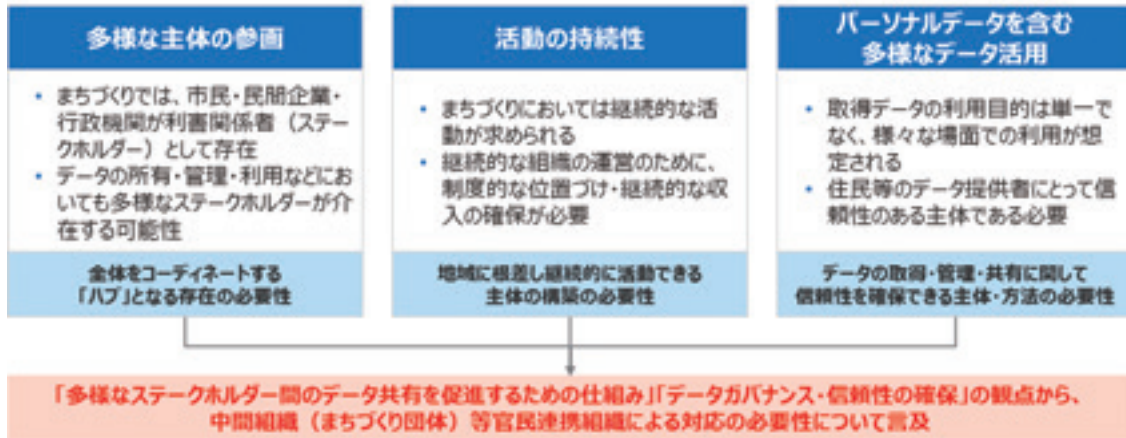 多様な主体の参画
• まちづくりでは、市民・民間企業・
行政機関が利害関係者（ステー
クホルダー）として存在
• データの所有・管理・利用などにお
いても多様なステークホルダーが介
在する可能性
全体をコーディネートする
「ハブ」となる存在の必要性
活動の持続性
• まちづくりにおいては継続的な活
動が求められる
• 継続的な組織の運営のために、
制度的な位置づけ・継続的な収
入の確保が必要
地域に根差し継続的に活動できる
主体の構築の必要性
パーソナルデータを含む
多様なデータ活用
• 取得データの利用目的は単一で
なく、様々な場面での利用が想
定される
• 住民等のデータ提供者にとって信
頼性のある主体である必要
データの取得・管理・共有に関して
信頼性を確保できる主体・方法の必要性
「多様なステークホルダー間のデータ共有を促進するための仕組み」「データガバナンス・信頼性の確保」の観点から、
中間組織（まちづくり団体）等官民連携組織による対応の必要性について言及